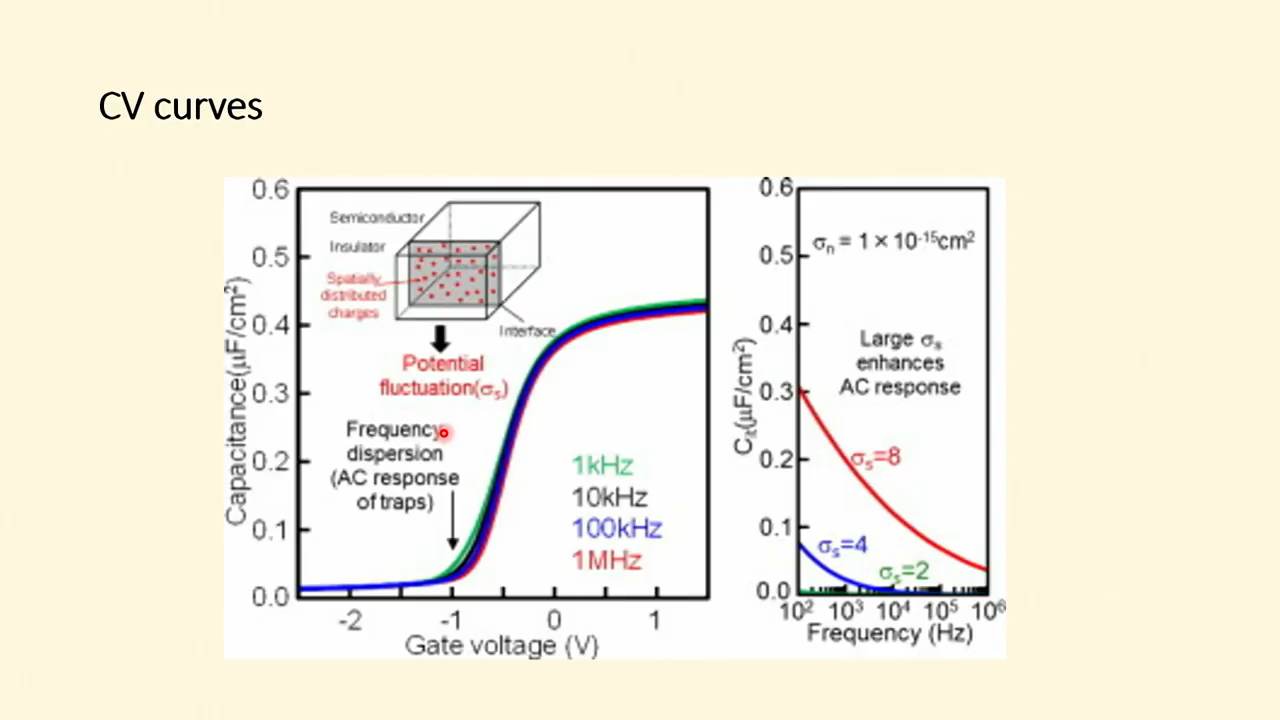 CV curves
0.6
0.5
0.4
0.3
0.2
0.1
0.0
Capacitance(μF/cm²)
-2
-1
0
1
Gate voltage (V)
Semiconductor
Insulator
Spatially
distributed
charges
Interface
Potential
fluctuation(σs)
Frequency
dispersion
(AC response
of traps)
1kHz
10kHz
100kHz
1MHz
0.6
0.5
0.4
0.3
0.2
0.1
0.0
Cit(μF/cm²)
σn = 1 × 10⁻¹⁵cm²
Large σs
enhances
AC response
σs=8
σs=4
σs=2
10² 10³ 10⁴ 10⁵ 10⁶
Frequency (Hz)